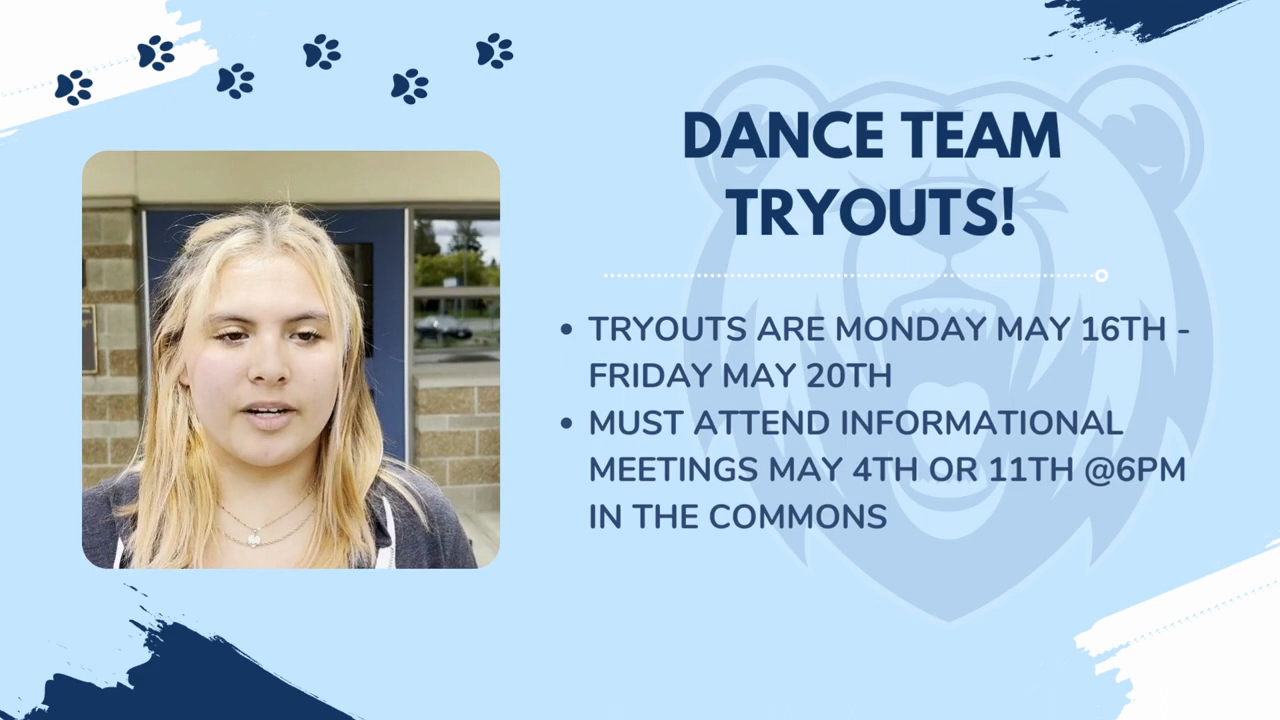 DANCE TEAM
TRYOUTS!
• TRYOUTS ARE MONDAY MAY 16TH -
FRIDAY MAY 20TH
• MUST ATTEND INFORMATIONAL
MEETINGS MAY 4TH OR 11TH @6PM
IN THE COMMONS